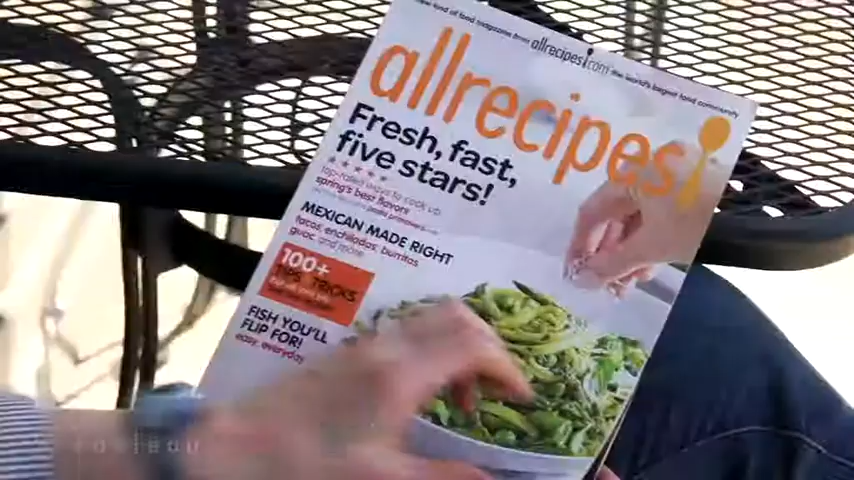 new kind of food magazine from allrecipes.com the world's largest food community
allrecipes
Fresh, fast,
five stars!
top-rated ways to cook up
spring's best flavors
MEXICAN MADE RIGHT
tacos, enchiladas, burritos,
guac, and more
100+
TIPS & TRICKS
FISH YOU'LL
FLIP FOR!
easy, everyday
tableau